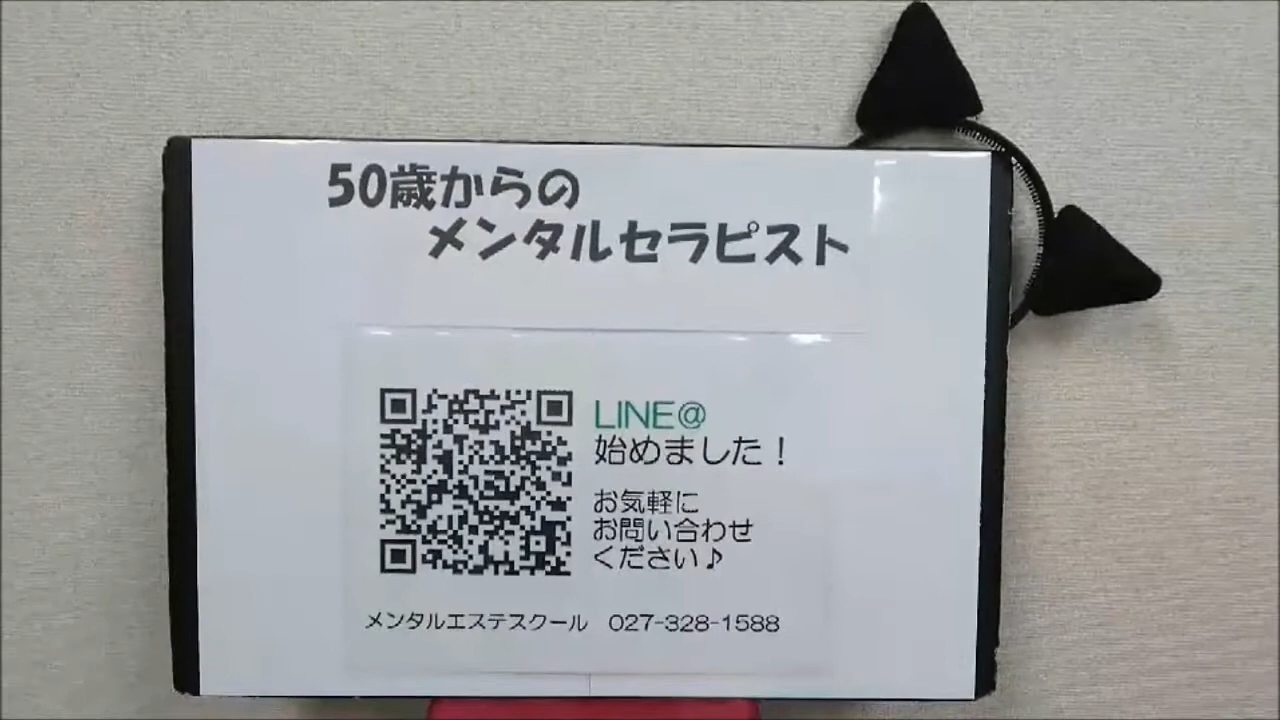 50歳からの
メンタルセラピスト
LINE@
始めました！
お気軽に
お問い合わせ
ください♪
メンタルエステスクール 027-328-1588